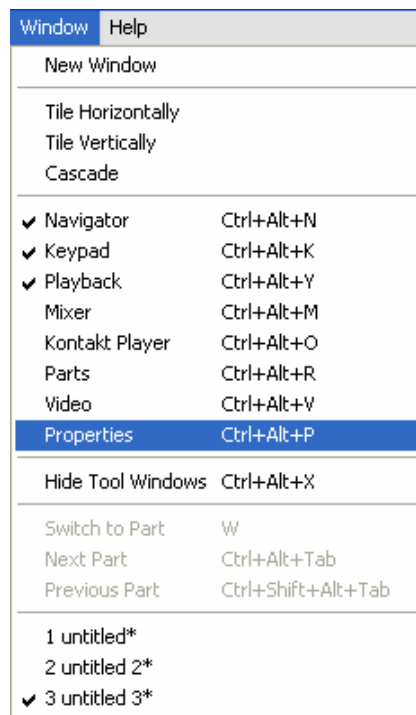 Window Help
New Window
Tile Horizontally
Tile Vertically
Cascade
Navigator Ctrl+Alt+N
Keypad Ctrl+Alt+K
Playback Ctrl+Alt+Y
Mixer Ctrl+Alt+M
Kontakt Player Ctrl+Alt+O
Parts Ctrl+Alt+R
Video Ctrl+Alt+V
Properties Ctrl+Alt+P
Hide Tool Windows Ctrl+Alt+X
Switch to Part W
Next Part Ctrl+Alt+Tab
Previous Part Ctrl+Shift+Alt+Tab
1 untitled*
2 untitled 2*
3 untitled 3*